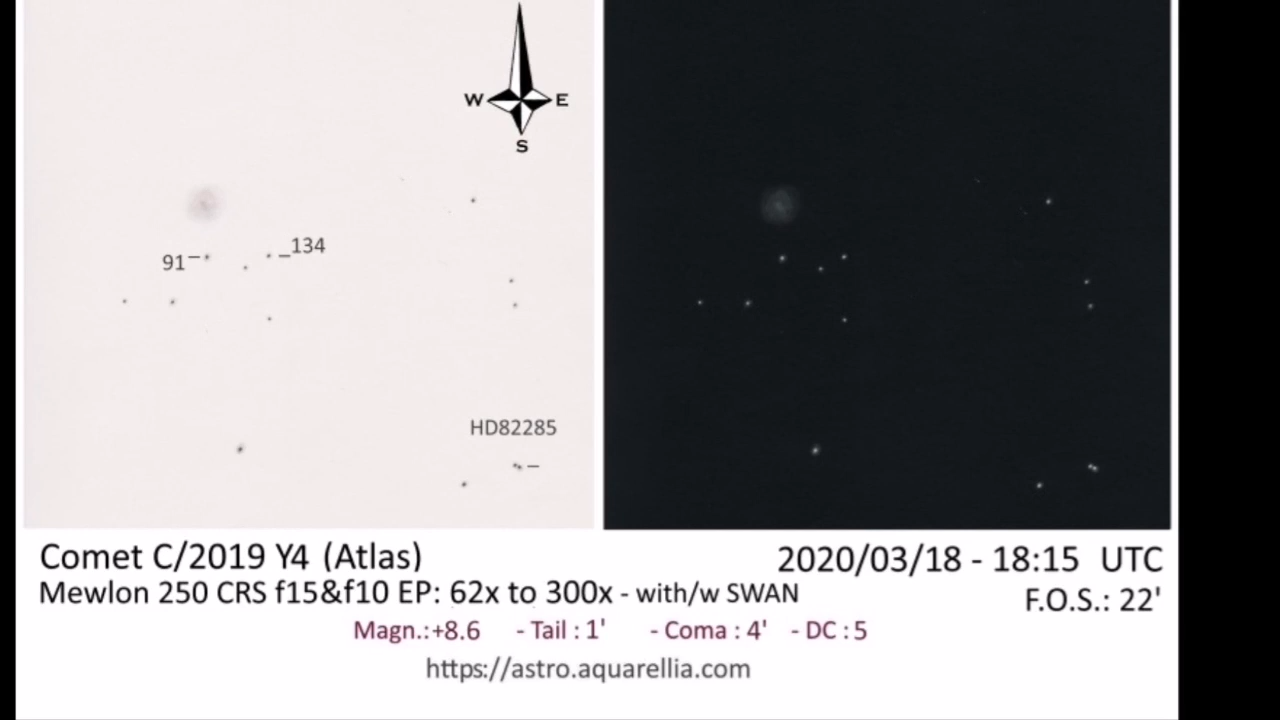 W E
S
91
134
HD82285
Comet C/2019 Y4 (Atlas)
2020/03/18 - 18:15 UTC
Mewlon 250 CRS f15&f10 EP: 62x to 300x - with/w SWAN
F.O.S.: 22'
Magn.:+8.6 - Tail : 1' - Coma : 4' - DC : 5
https://astro.aquarellia.com